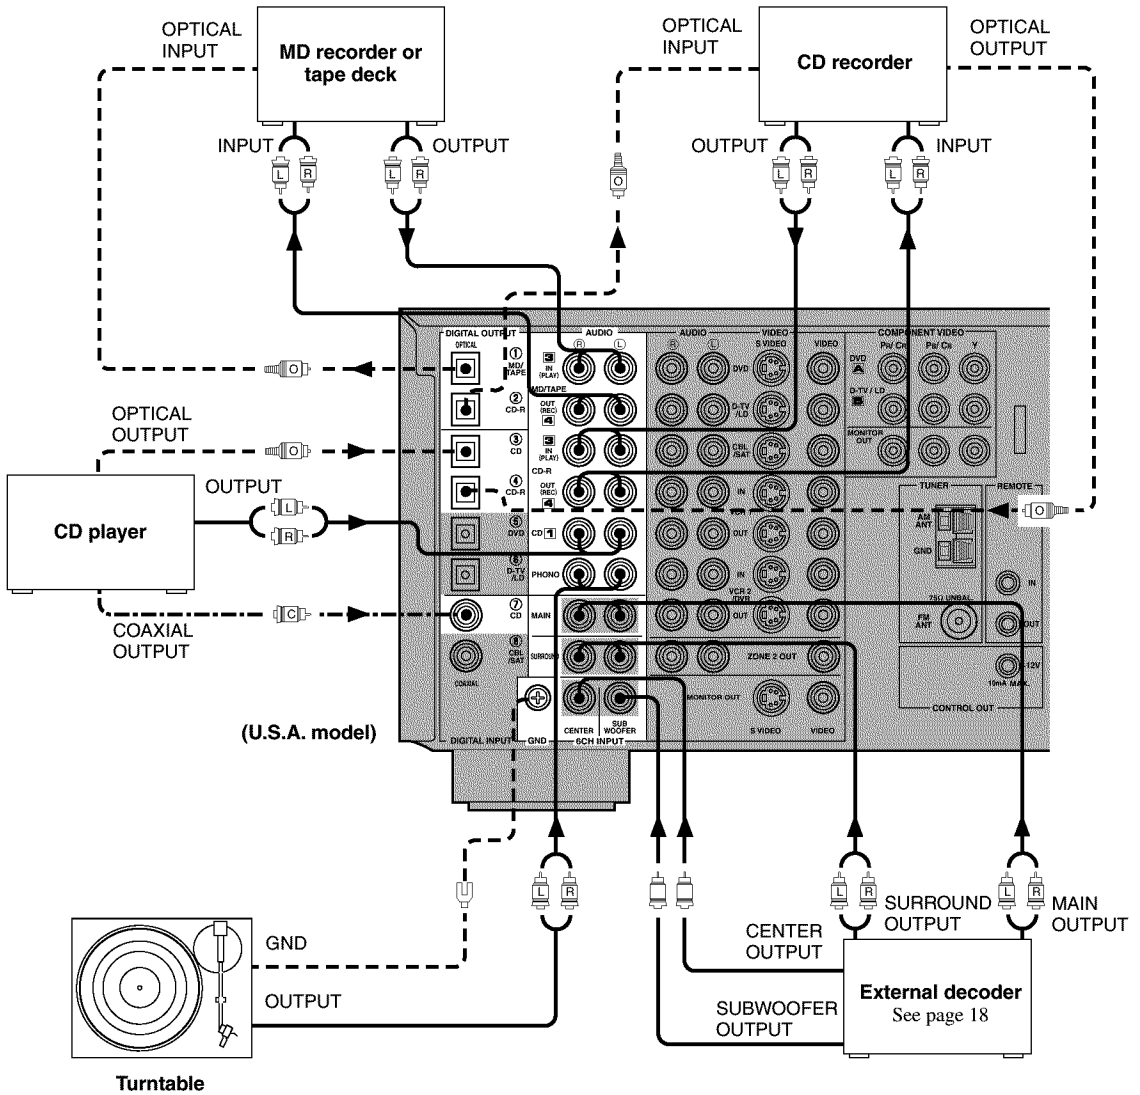 OPTICAL
INPUT
MD recorder or
tape deck
OPTICAL
INPUT
CD recorder
OPTICAL
OUTPUT
INPUT
OUTPUT
OUTPUT
INPUT
L
R
L
R
O
L
R
L
R
DIGITAL OUTPUT
AUDIO
AUDIO
VIDEO
COMPONENT VIDEO
OPTICAL
R
L
R
L
S VIDEO
VIDEO
PR/ CR
PB/ CB
Y
1
MD/
TAPE
3
IN
(PLAY)
DVD
DVD
A
O
MD/TAPE
2
CD-R
OUT
(REC)
4
D-TV
/LD
D-TV / LD
B
OPTICAL
OUTPUT
O
3
CD
3
IN
(PLAY)
CBL
/SAT
MONITOR
OUT
CD-R
OUTPUT
4
CD-R
OUT
(REC)
4
IN
TUNER
REMOTE
CD player
L
R
5
DVD
CD 1
OUT
AM
ANT
O
6
D-TV
/LD
PHONO
IN
GND
IN
VCR 2
/DVR
75Ω UNBAL.
C
7
CD
MAIN
OUT
FM
ANT
OUT
COAXIAL
OUTPUT
8
CBL
/SAT
SURROUND
ZONE 2 OUT
COAXIAL
MONITOR OUT
MAX.
CONTROL OUT
(U.S.A. model)
CENTER
SUB
WOOFER
S VIDEO
VIDEO
DIGITAL INPUT
GND
6CH INPUT
L
R
L
R
L
R
SURROUND
OUTPUT
MAIN
OUTPUT
GND
CENTER
OUTPUT
OUTPUT
SUBWOOFER
OUTPUT
External decoder
See page 18
Turntable